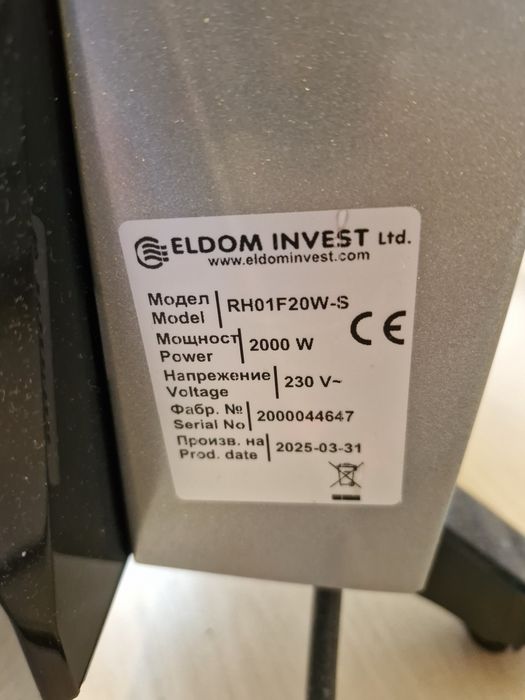 ELDOM INVEST Ltd.
www.eldominvest.com
Модел
Model
RH01F20W-S
Мощност
Power
2000 W
CE
Напрежение
Voltage
230 V~
Фабр. №
Serial No
2000044647
Произв. на
Prod. date
2025-03-31